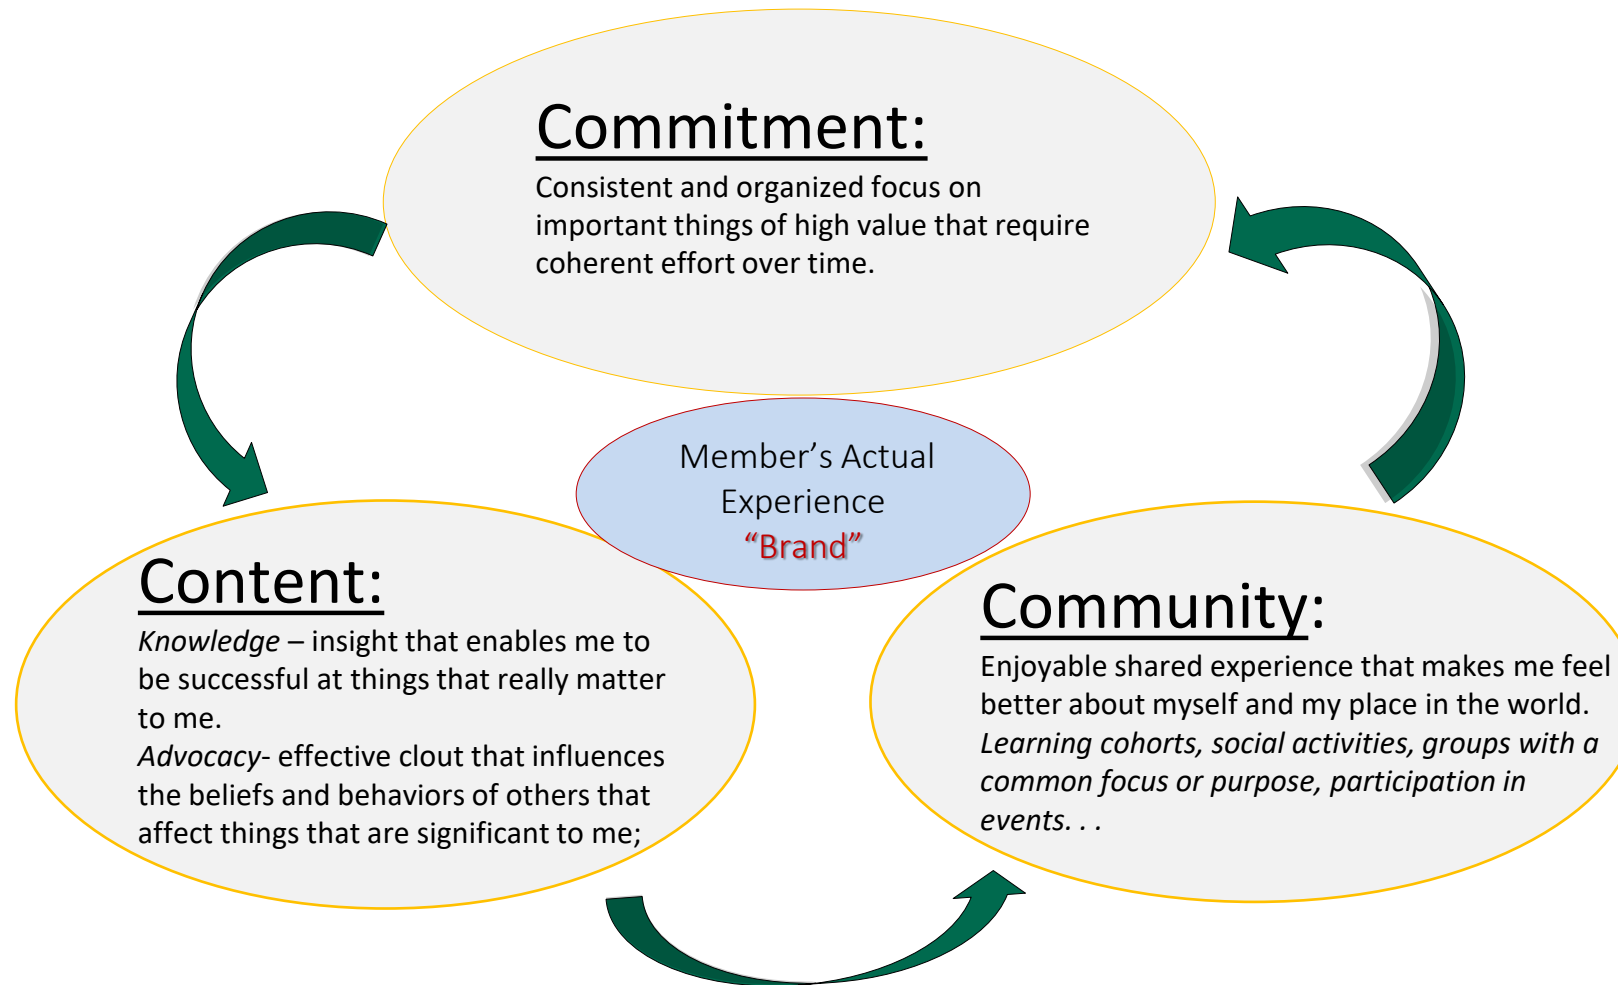 Commitment:
Consistent and organized focus on
important things of high value that require
coherent effort over time.
Member’s Actual
Experience
“Brand”
Content:
Knowledge – insight that enables me to
be successful at things that really matter
to me.
Advocacy- effective clout that influences
the beliefs and behaviors of others that
affect things that are significant to me;
Community:
Enjoyable shared experience that makes me feel
better about myself and my place in the world.
Learning cohorts, social activities, groups with a
common focus or purpose, participation in
events. . .